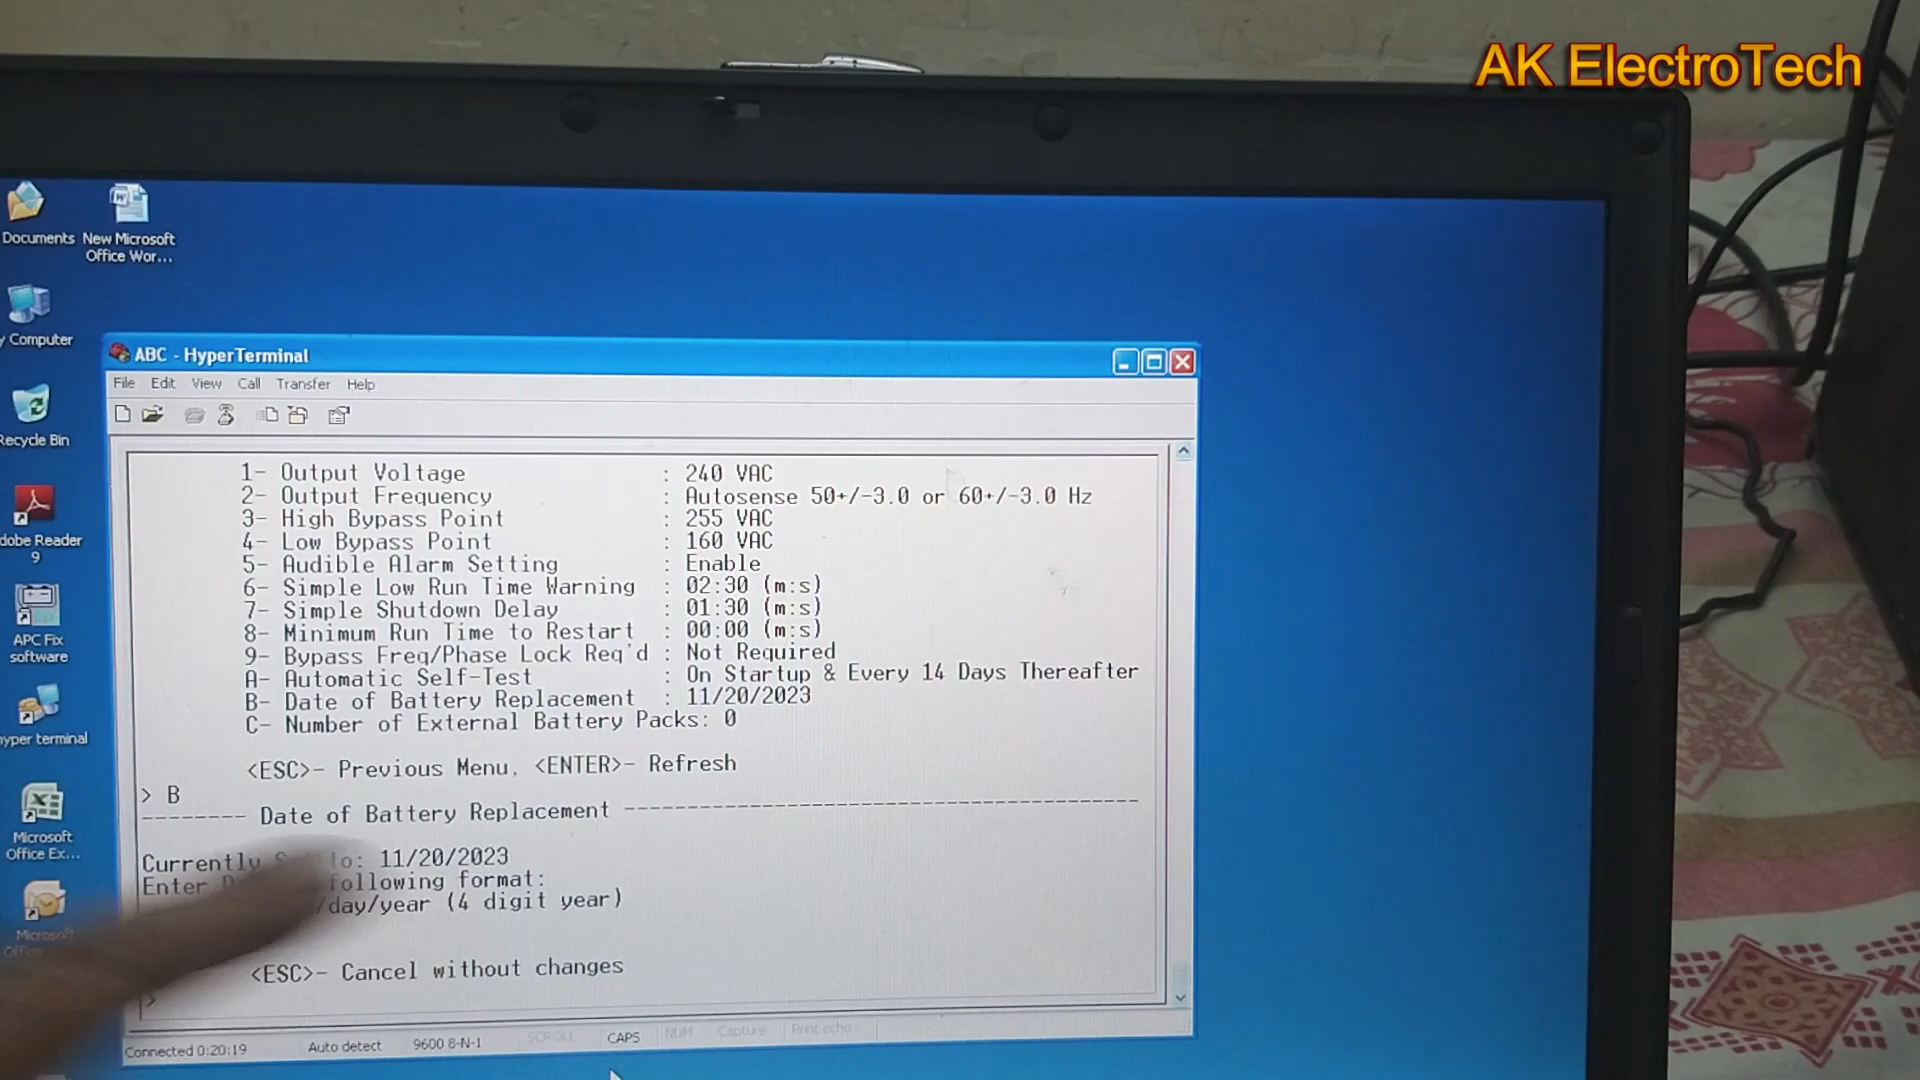 AK ElectroTech
Documents
New Microsoft
Office Wor...
Computer
Recycle Bin
dobe Reader
9
APC Fix
software
yper terminal
Microsoft
Office Ex...
Microsoft
ABC - HyperTerminal
File Edit View Call Transfer Help
1- Output Voltage : 240 VAC
2- Output Frequency : Autosense 50+/-3.0 or 60+/-3.0 Hz
3- High Bypass Point : 255 VAC
4- Low Bypass Point : 160 VAC
5- Audible Alarm Setting : Enable
6- Simple Low Run Time Warning : 02:30 (m:s)
7- Simple Shutdown Delay : 01:30 (m:s)
8- Minimum Run Time to Restart : 00:00 (m:s)
9- Bypass Freq/Phase Lock Req'd : Not Required
A- Automatic Self-Test : On Startup & Every 14 Days Thereafter
B- Date of Battery Replacement : 11/20/2023
C- Number of External Battery Packs: 0
<ESC>- Previous Menu, <ENTER>- Refresh
> B
-------- Date of Battery Replacement ----------------------------------------
Currently to: 11/20/2023
Enter following format:
/day/year (4 digit year)
<ESC>- Cancel without changes
>
Connected 0:20:19 Auto detect 9600 8-N-1 SCROLL CAPS NUM Capture Print echo